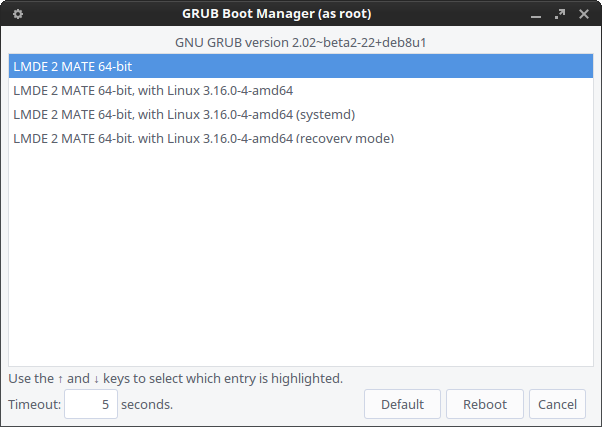 GRUB Boot Manager (as root)
GNU GRUB version 2.02~beta2-22+deb8u1
LMDE 2 MATE 64-bit
LMDE 2 MATE 64-bit, with Linux 3.16.0-4-amd64
LMDE 2 MATE 64-bit, with Linux 3.16.0-4-amd64 (systemd)
LMDE 2 MATE 64-bit, with Linux 3.16.0-4-amd64 (recovery mode)
Use the ↑ and ↓ keys to select which entry is highlighted.
Timeout: 5 seconds. Default Reboot Cancel